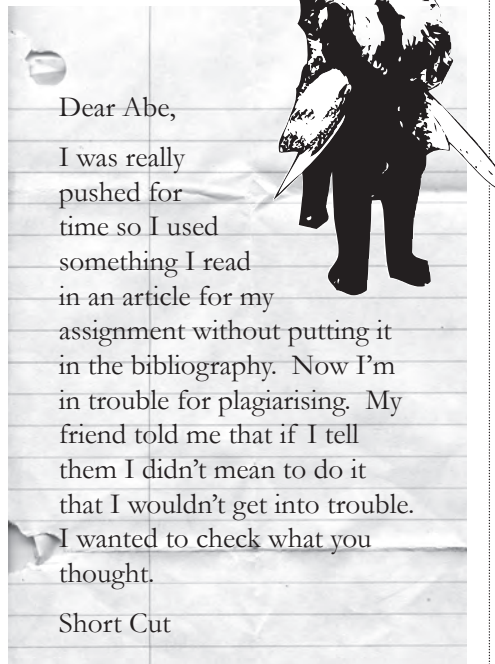 Dear Abe,
I was really
pushed for
time so I used
something I read
in an article for my
assignment without putting it
in the bibliography.  Now I'm
in trouble for plagiarising.  My
friend told me that if I tell
them I didn't mean to do it
that I wouldn't get into trouble.
I wanted to check what you
thought.
Short Cut